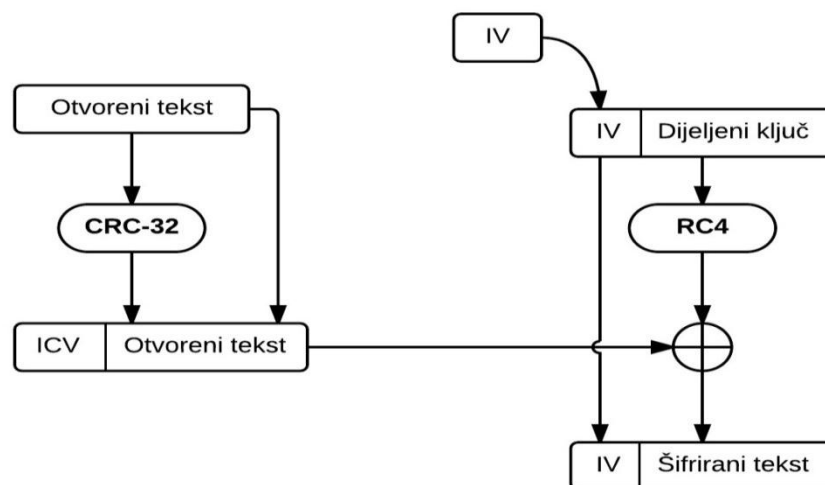 IV
Otvoreni tekst
IV Dijeljeni ključ
CRC-32
RC4
ICV Otvoreni tekst
IV Šifrirani tekst